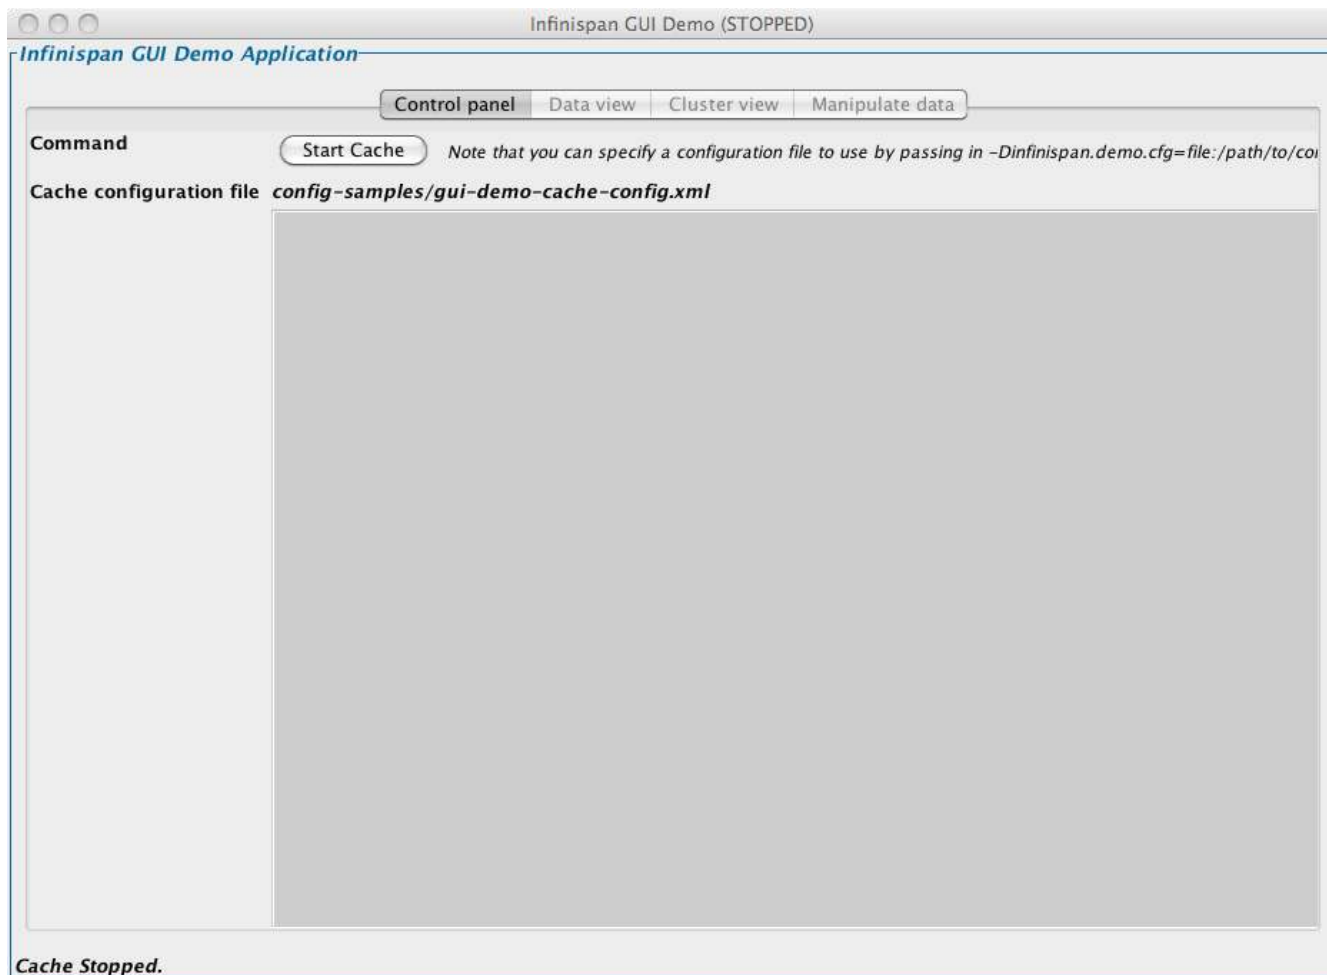 Infinispan GUI Demo (STOPPED)
Infinispan GUI Demo Application
Control panel Data view Cluster view Manipulate data
Command Start Cache Note that you can specify a configuration file to use by passing in -Dinfinispan.demo.cfg=file:/path/to/
Cache configuration file config-samples/gui-demo-cache-config.xml
Cache Stopped.